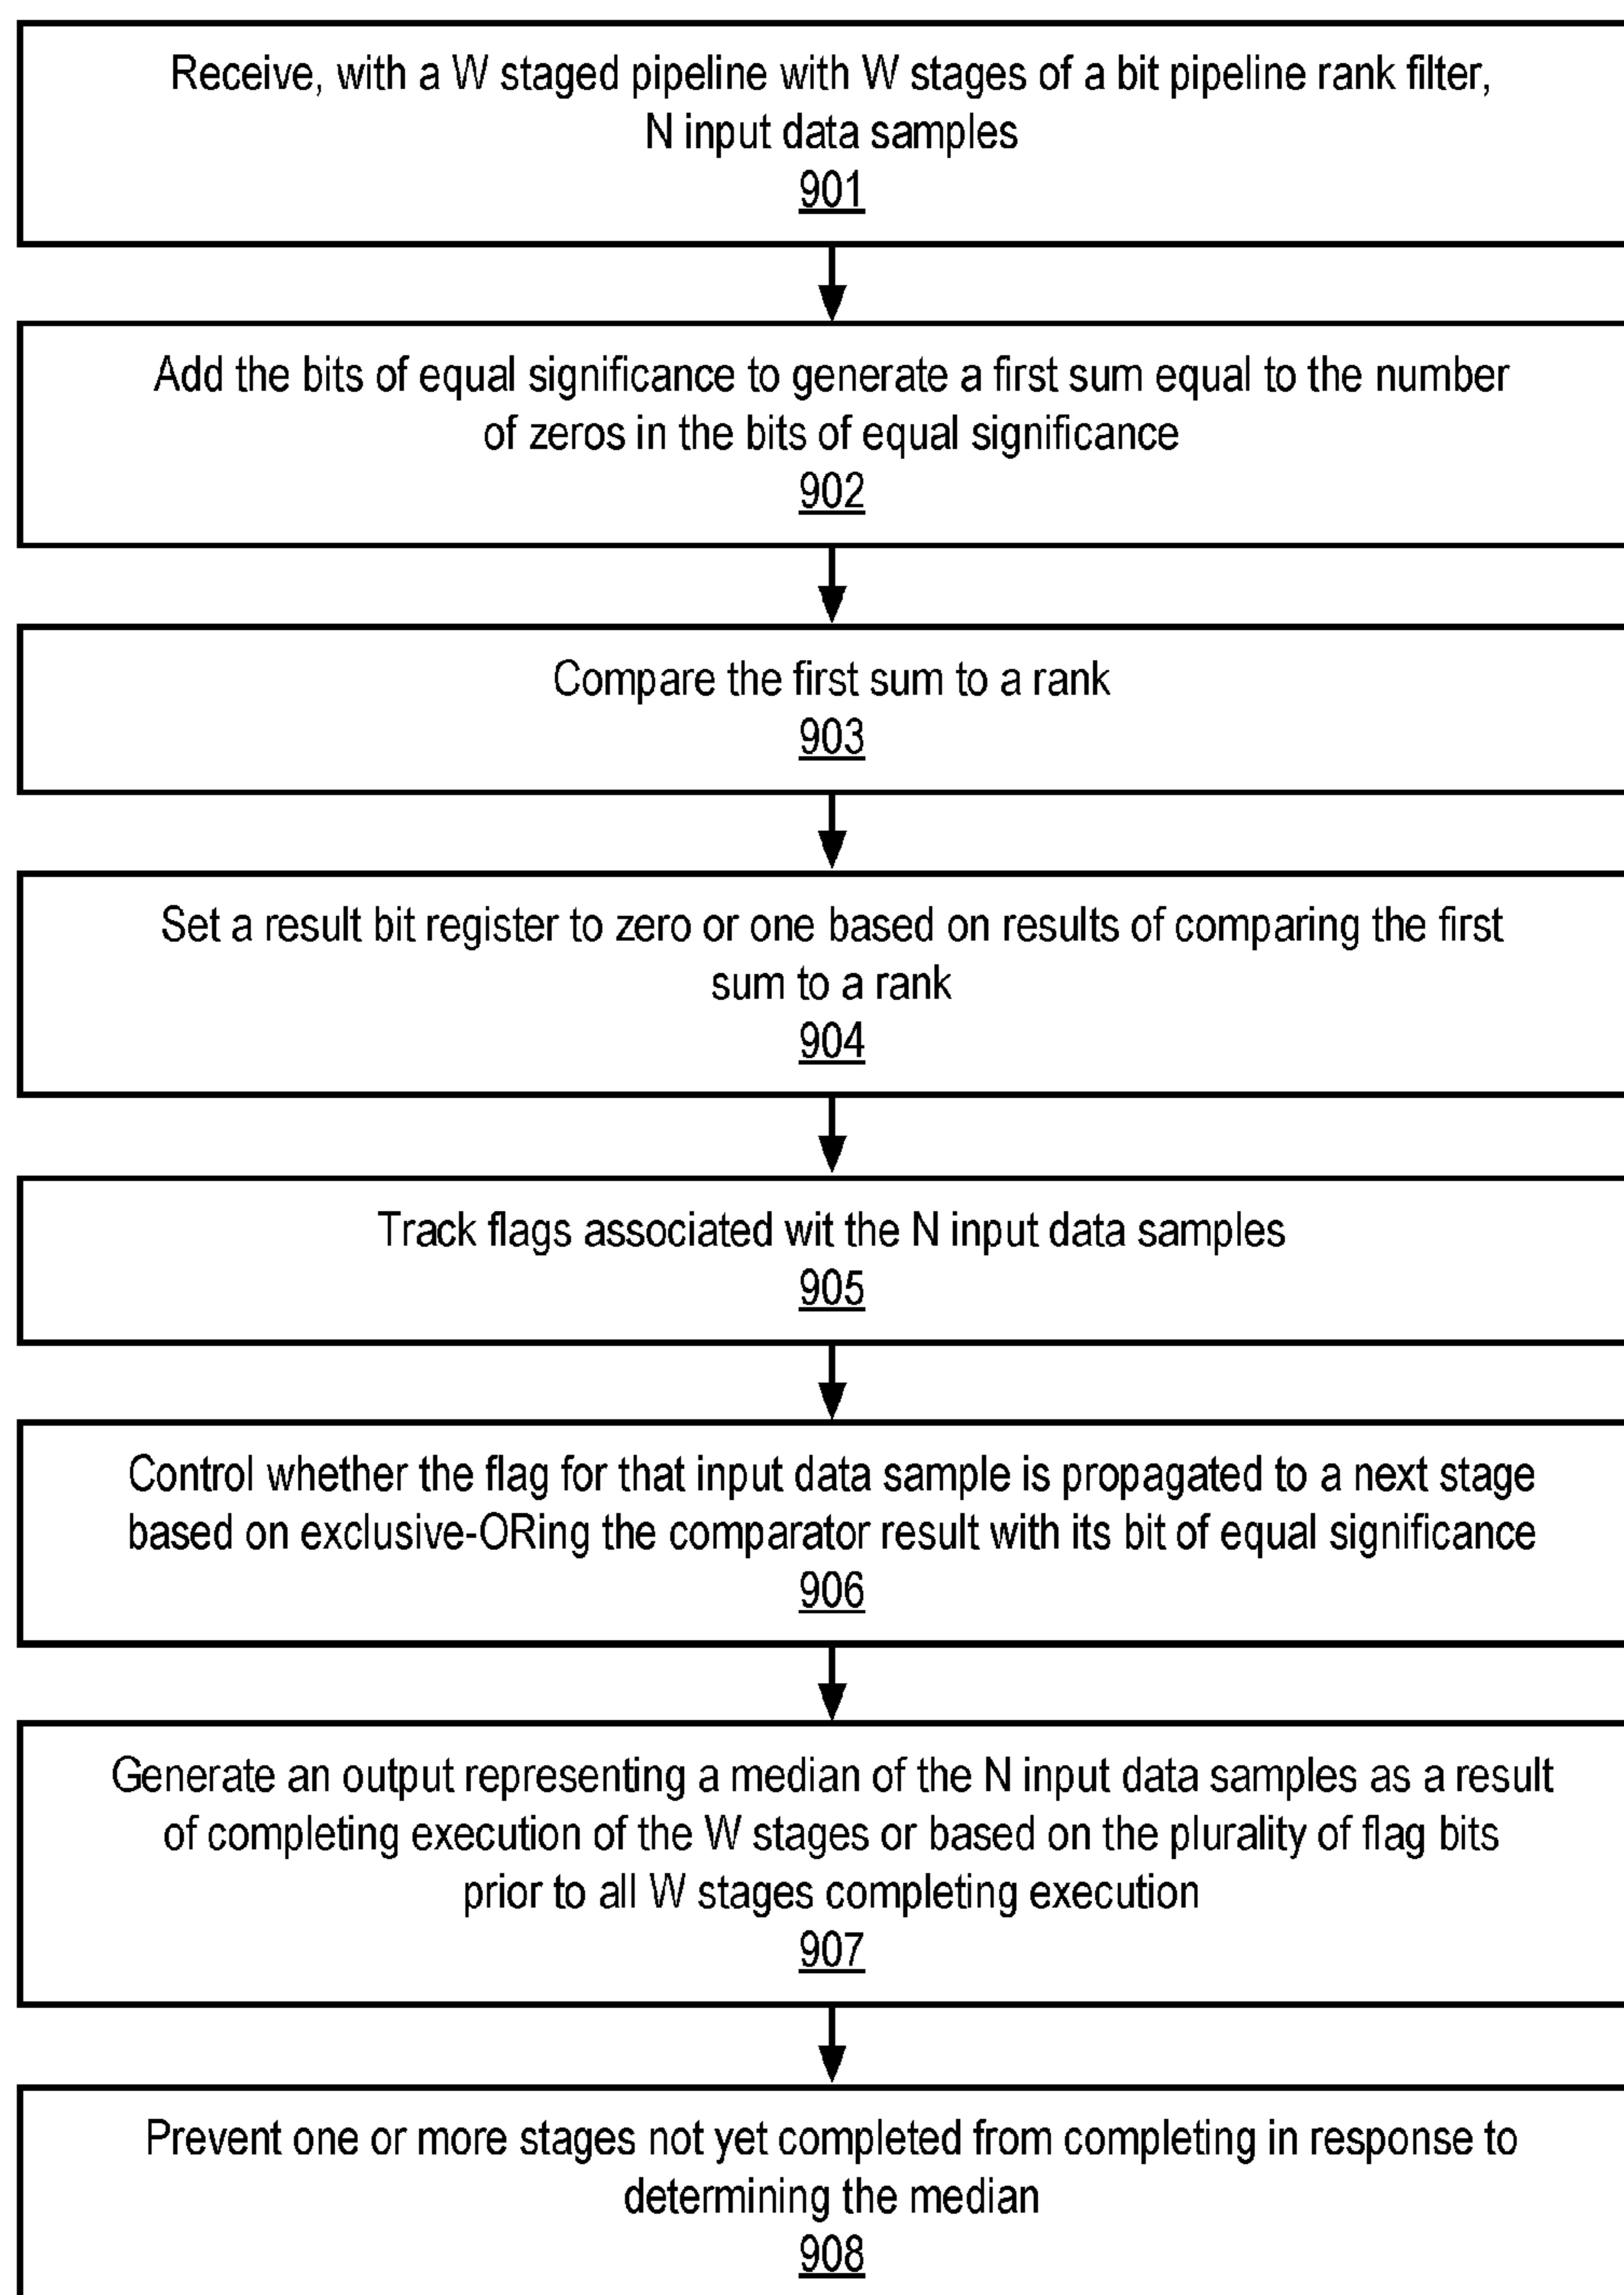 Receive, with a W staged pipeline with W stages of a bit pipeline rank filter,
N input data samples
901
Add the bits of equal significance to generate a first sum equal to the number
of zeros in the bits of equal significance
902
Compare the first sum to a rank
903
Set a result bit register to zero or one based on results of comparing the first
sum to a rank
904
Track flags associated wit the N input data samples
905
Control whether the flag for that input data sample is propagated to a next stage
based on exclusive-ORing the comparator result with its bit of equal significance
906
Generate an output representing a median of the N input data samples as a result
of completing execution of the W stages or based on the plurality of flag bits
prior to all W stages completing execution
907
Prevent one or more stages not yet completed from completing in response to
determining the median
908